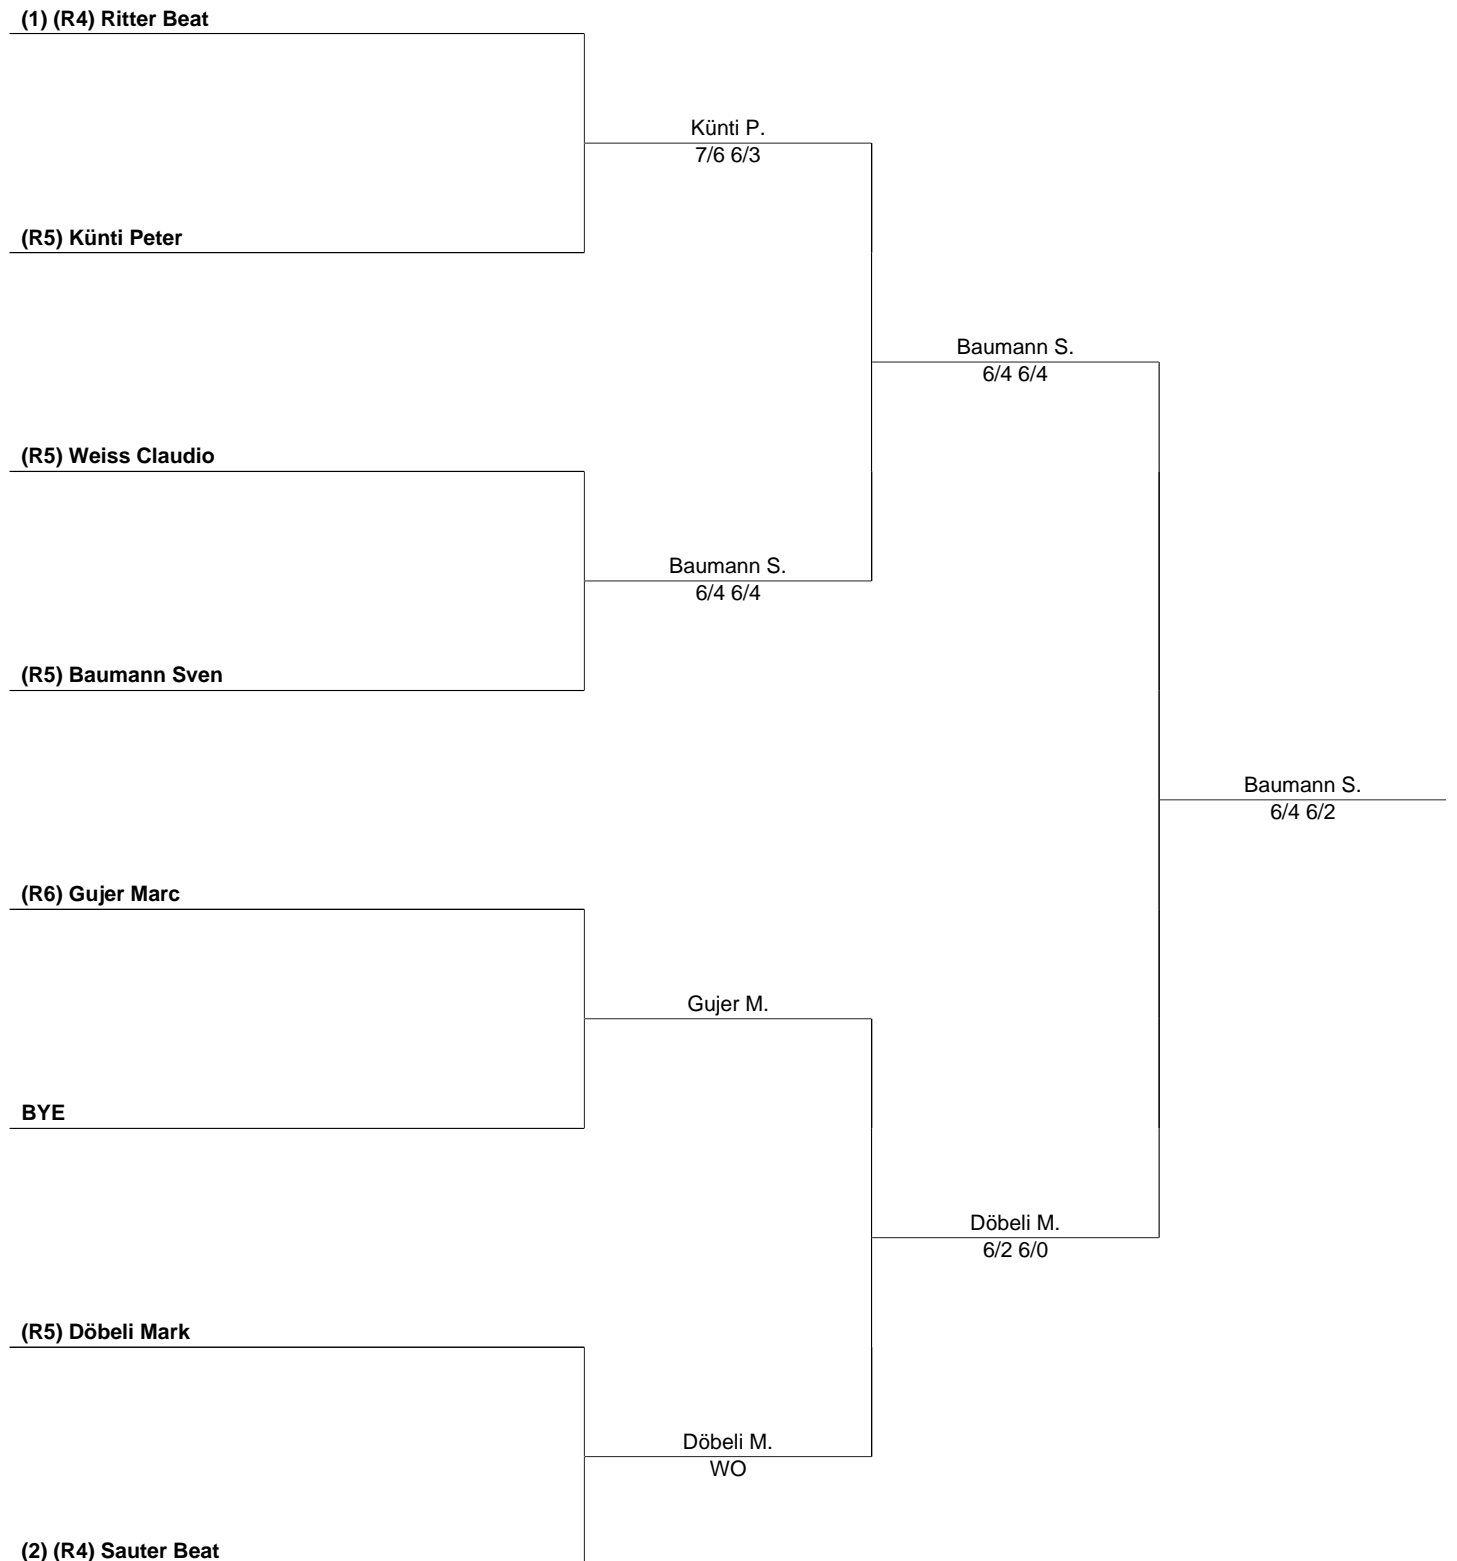 (1) (R4) Ritter Beat
Künti P.
7/6 6/3
(R5) Künti Peter
Baumann S.
6/4 6/4
(R5) Weiss Claudio
Baumann S.
6/4 6/4
(R5) Baumann Sven
Baumann S.
6/4 6/2
(R6) Gujer Marc
Gujer M.
BYE
Döbeli M.
6/2 6/0
(R5) Döbeli Mark
Döbeli M.
WO
(2) (R4) Sauter Beat